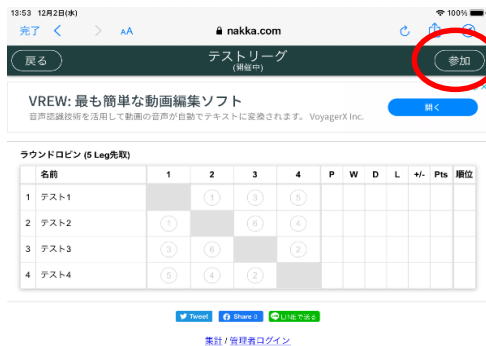 13:53 12月2日(水) 100%
完了 AA nakka.com
戻る テストリーグ 参加
(開催中)
VREW: 最も簡単な動画編集ソフト
音声認識技術を活用して動画の音声が自動でテキストに変換されます。 VoyagerX Inc.
開く
ラウンドロビン (5 Leg先取)
名前 1 2 3 4 P W D L +/- Pts 順位
1 テスト1 1 3 5
2 テスト2 1 6 4
3 テスト3 3 6 2
4 テスト4 5 4 2
Tweet Share 0 LINEで送る
集計 / 管理者ログイン